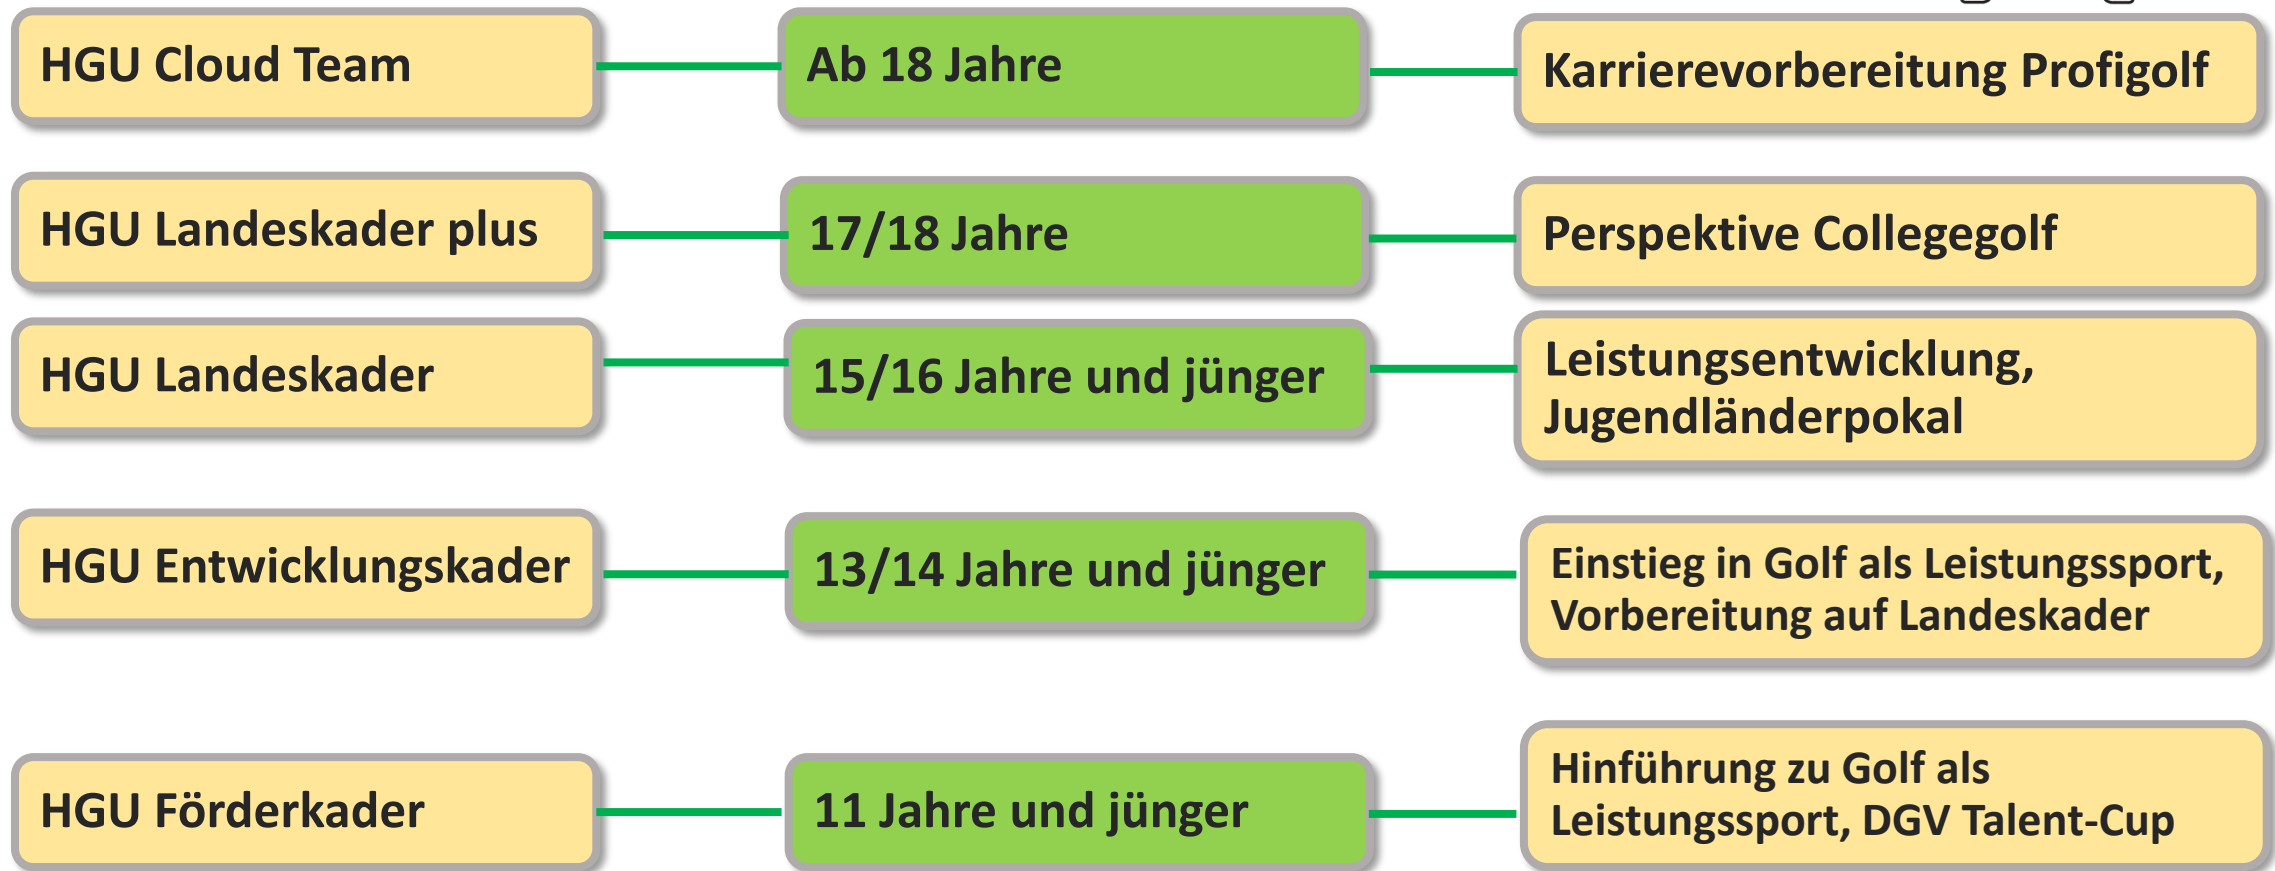 HGU Cloud Team
Ab 18 Jahre
Karrierevorbereitung Profigolf
HGU Landeskader plus
17/18 Jahre
Perspektive Collegegolf
HGU Landeskader
15/16 Jahre und jünger
Leistungsentwicklung,
Jugendländerpokal
HGU Entwicklungskader
13/14 Jahre und jünger
Einstieg in Golf als Leistungssport,
Vorbereitung auf Landeskader
HGU Förderkader
11 Jahre und jünger
Hinführung zu Golf als
Leistungssport, DGV Talent-Cup